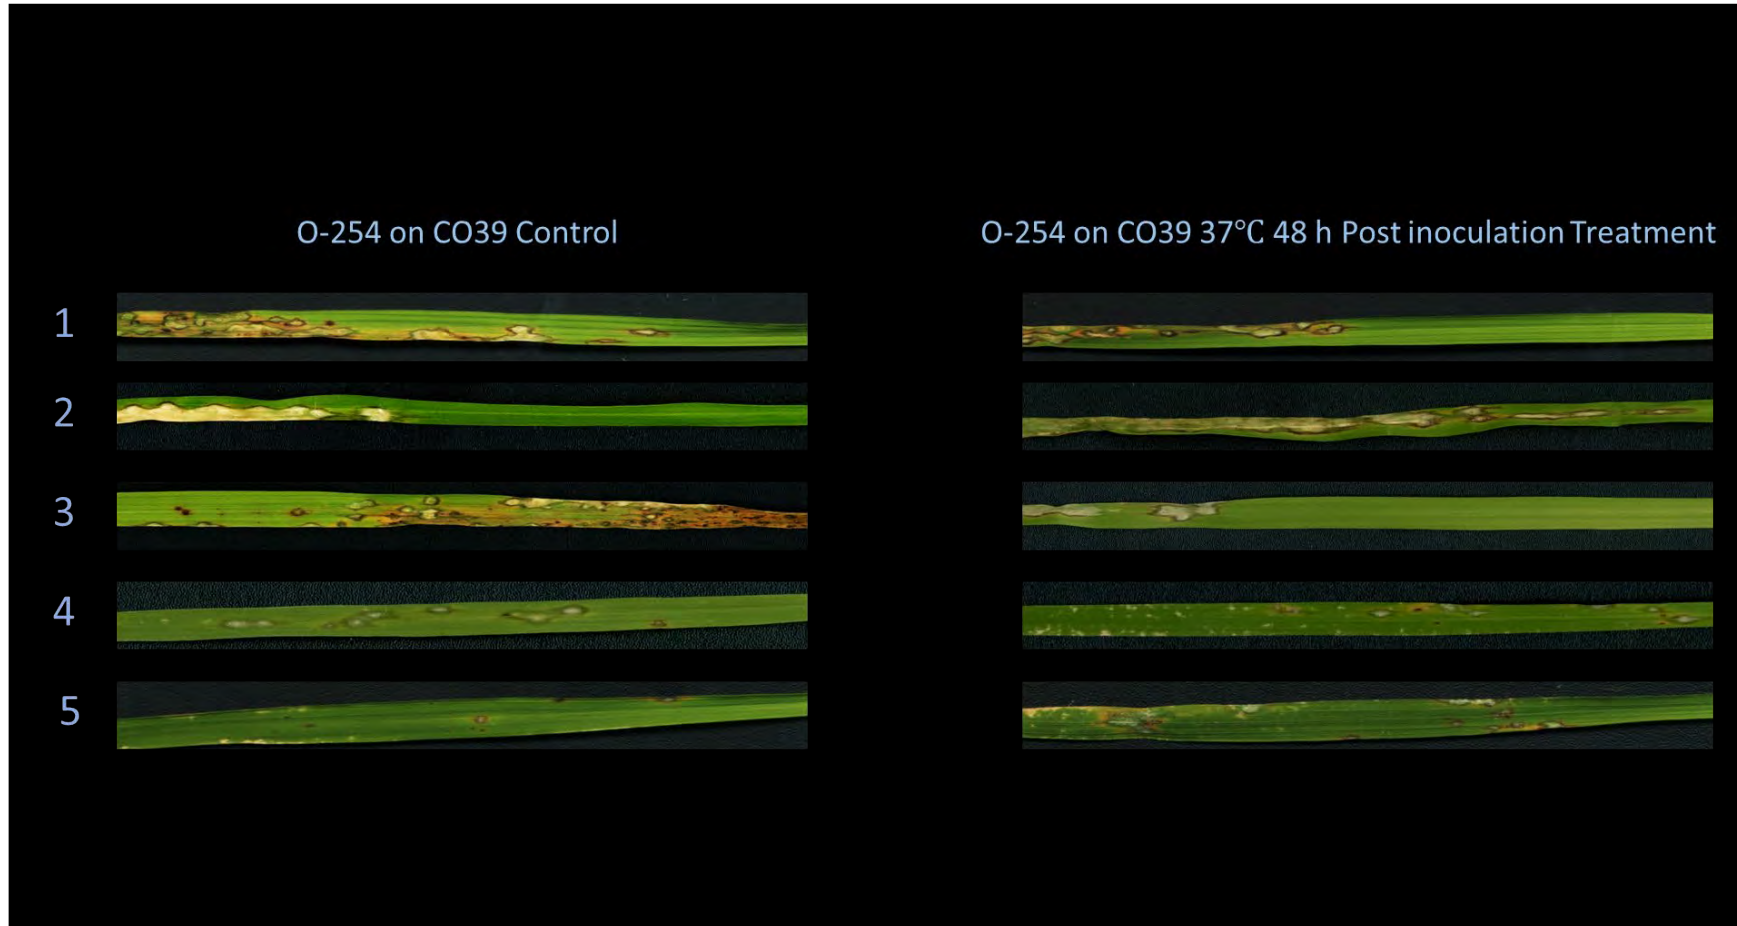 O-254 on CO39 Control
O-254 on CO39 37℃ 48 h Post inoculation Treatment
1
2
3
4
5